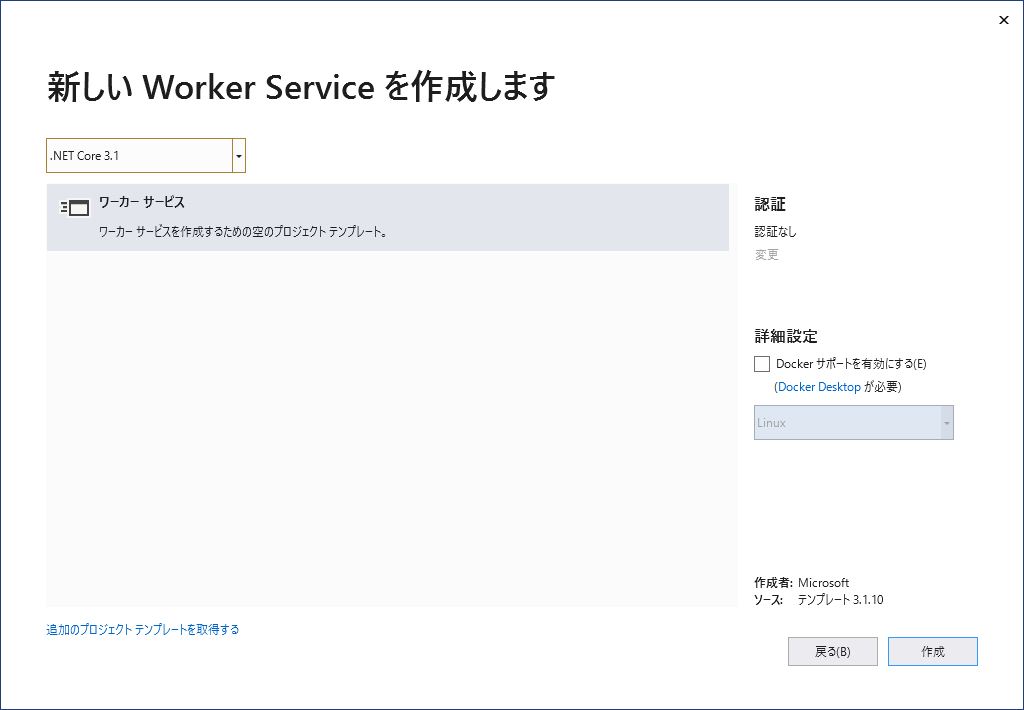 新しい Worker Service を作成します
.NET Core 3.1
ワーカー サービス
ワーカー サービスを作成するための空のプロジェクト テンプレート。
認証
認証なし
変更
詳細設定
Docker サポートを有効にする(E)
(Docker Desktop が必要)
Linux
作成者: Microsoft
ソース: テンプレート 3.1.10
追加のプロジェクト テンプレートを取得する
戻る(B)
作成